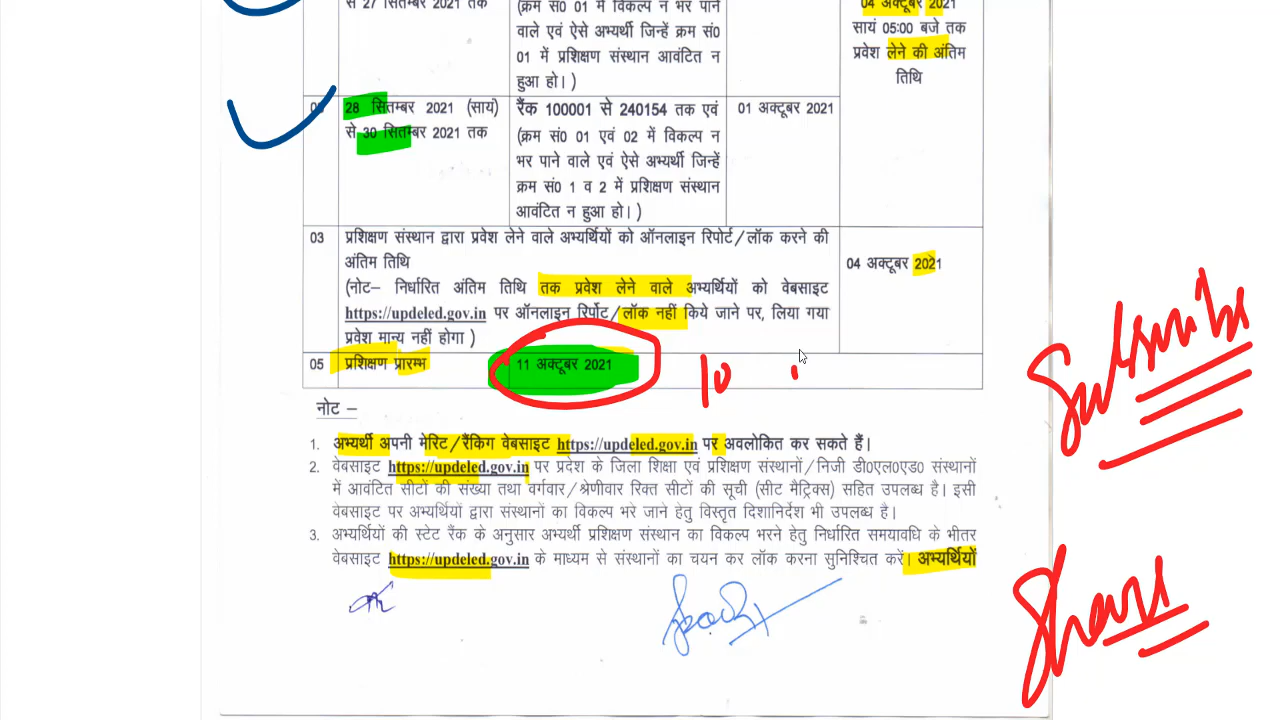 से 27 सितम्बर 2021 तक
(क्रम सं0 01 में विकल्प न भर पाने
वाले एवं ऐसे अभ्यर्थी जिन्हें क्रम सं0
01 में प्रशिक्षण संस्थान आवंटित न
हुआ हो।)
04 अक्टूबर 2021
सायं 05:00 बजे तक
प्रवेश लेने की अंतिम
तिथि
28 सितम्बर 2021 (सायं)
से 30 सितम्बर 2021 तक
रैंक 100001 से 240154 तक एवं
(क्रम सं0 01 एवं 02 में विकल्प न
भर पाने वाले एवं ऐसे अभ्यर्थी जिन्हें
क्रम सं0 1 व 2 में प्रशिक्षण संस्थान
आवंटित न हुआ हो।)
01 अक्टूबर 2021
03 प्रशिक्षण संस्थान द्वारा प्रवेश लेने वाले अभ्यर्थियों को ऑनलाइन रिपोर्ट/लॉक करने की
अंतिम तिथि
(नोट– निर्धारित अंतिम तिथि तक प्रवेश लेने वाले अभ्यर्थियों को वेबसाइट
https://updeled.gov.in पर ऑनलाइन रिर्पोट/लॉक नहीं किये जाने पर, लिया गया
प्रवेश मान्य नहीं होगा)
04 अक्टूबर 2021
05 प्रशिक्षण प्रारम्भ 11 अक्टूबर 2021 10
नोट –
1. अभ्यर्थी अपनी मेरिट/रैंकिग वेबसाइट https://updeled.gov.in पर अवलोकित कर सकते हैं।
2. वेबसाइट https://updeled.gov.in पर प्रदेश के जिला शिक्षा एवं प्रशिक्षण संस्थानों/निजी डी0एल0एड0 संस्थानों
में आवंटित सीटों की संख्या तथा वर्गवार/श्रेणीवार रिक्त सीटों की सूची (सीट मैट्रिक्स) सहित उपलब्ध है। इसी
वेबसाइट पर अभ्यर्थियों द्वारा संस्थानों का विकल्प भरे जाने हेतु विस्तृत दिशानिर्देश भी उपलब्ध है।
3. अभ्यर्थियों की स्टेट रैंक के अनुसार अभ्यर्थी प्रशिक्षण संस्थान का विकल्प भरने हेतु निर्धारित समयावधि के भीतर
वेबसाइट https://updeled.gov.in के माध्यम से संस्थानों का चयन कर लॉक करना सुनिश्चित करें। अभ्यर्थियों
Subscribe
Share